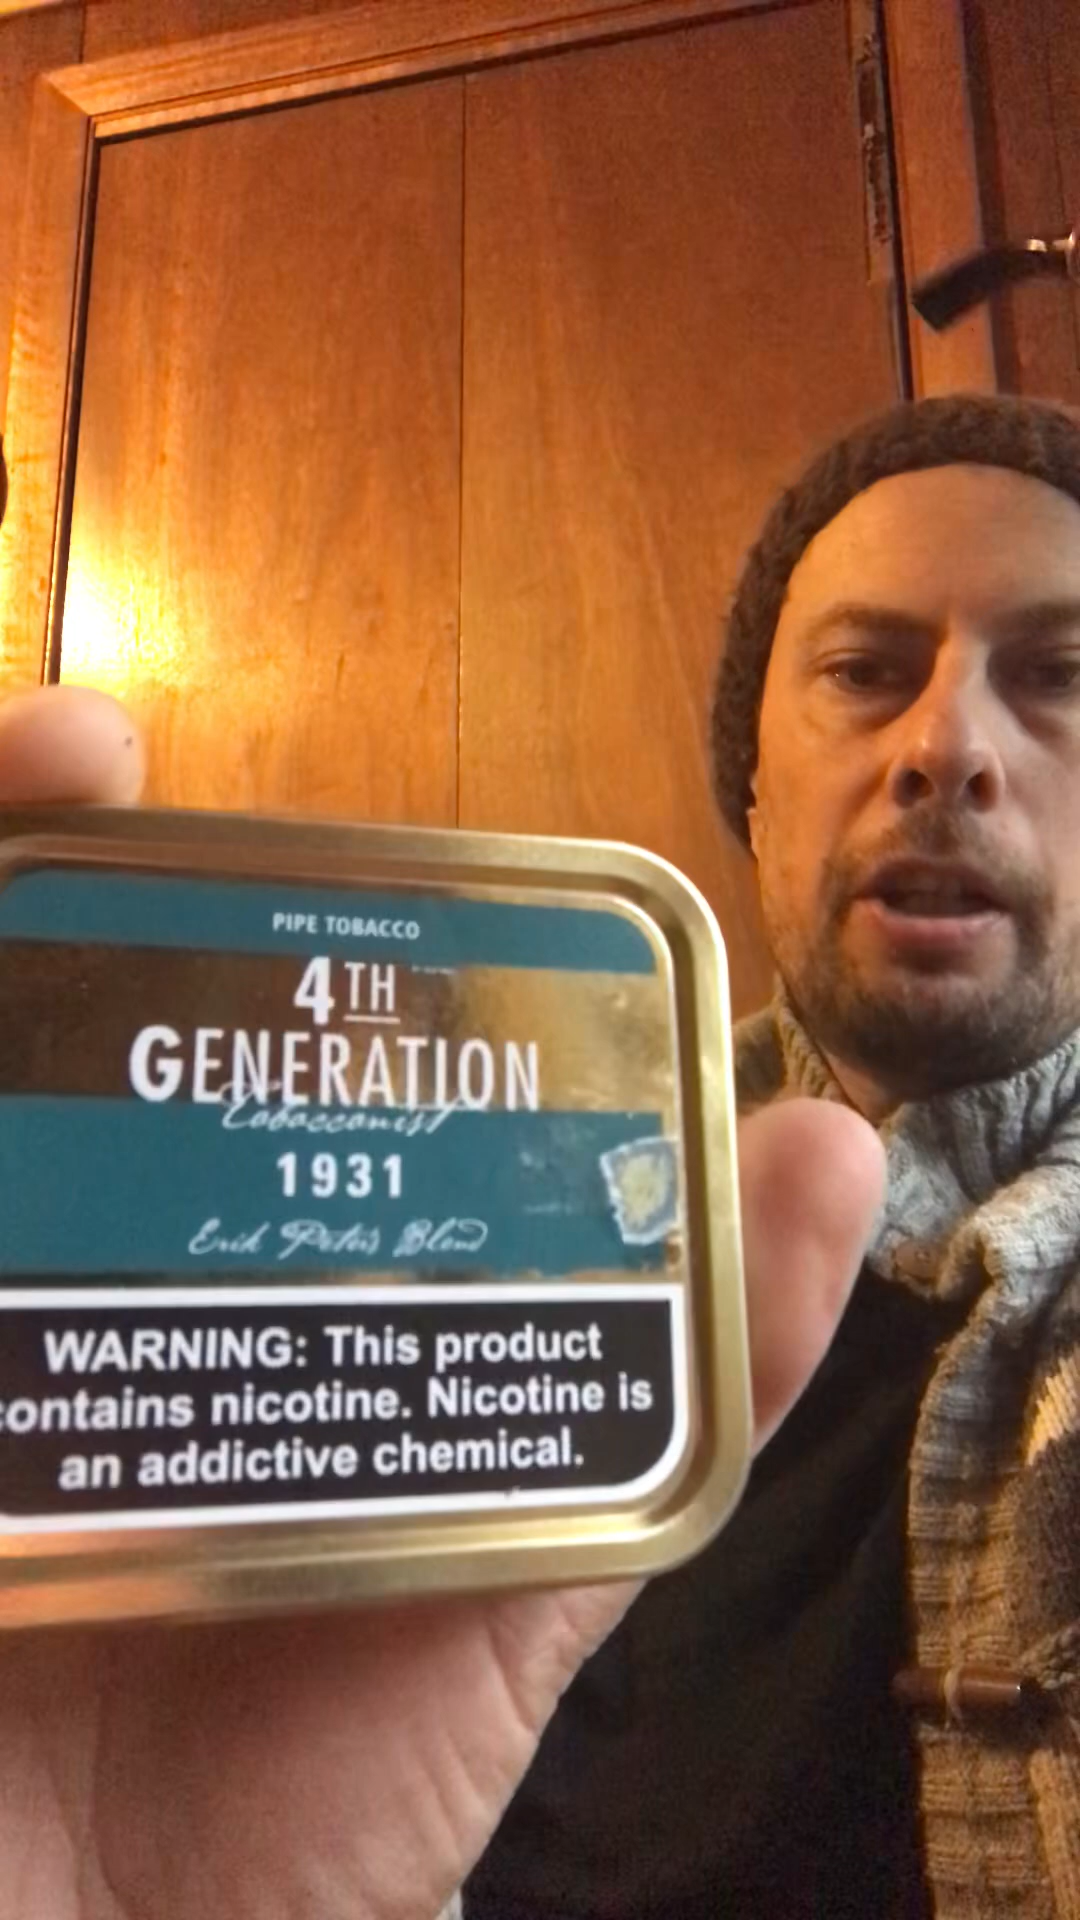 PIPE TOBACCO
4TH
GENERATION
Tobacconist
1931
Erik Peter's Blend
WARNING: This product
contains nicotine. Nicotine is
an addictive chemical.